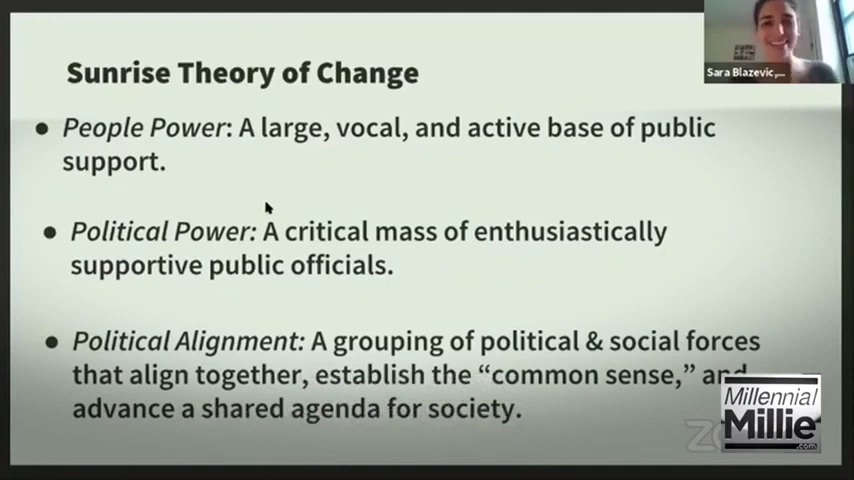 Sara Blazevic,...
Sunrise Theory of Change
● People Power: A large, vocal, and active base of public
support.
● Political Power: A critical mass of enthusiastically
supportive public officials.
● Political Alignment: A grouping of political & social forces
that align together, establish the “common sense,” and
advance a shared agenda for society.
Millennial
Millie
.com